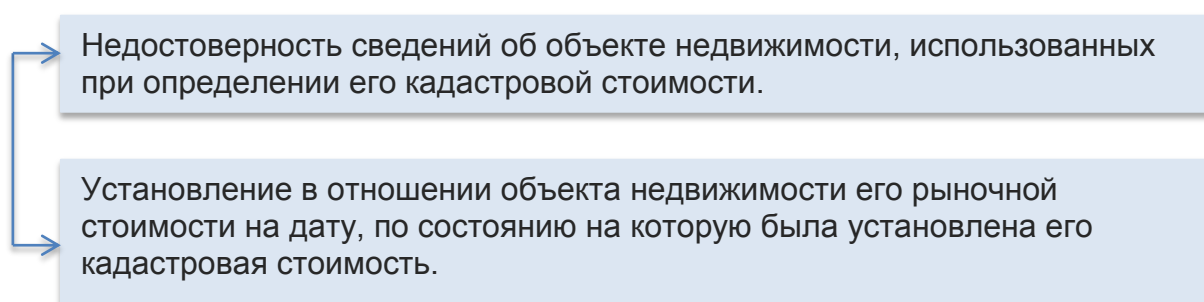 Недостоверность сведений об объекте недвижимости, использованных
при определении его кадастровой стоимости.
Установление в отношении объекта недвижимости его рыночной
стоимости на дату, по состоянию на которую была установлена его
кадастровая стоимость.